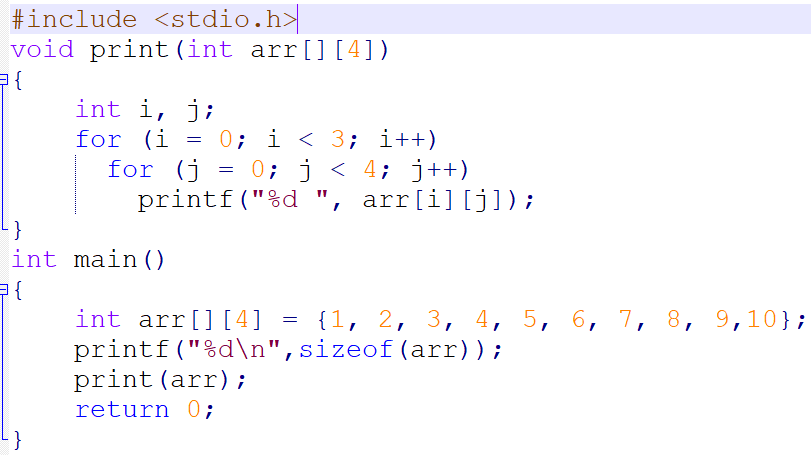 #include <stdio.h>
void print(int arr[][4])
{
    int i, j;
    for (i = 0; i < 3; i++)
      for (j = 0; j < 4; j++)
        printf("%d ", arr[i][j]);
}
int main()
{
    int arr[][4] = {1, 2, 3, 4, 5, 6, 7, 8, 9,10};
    printf("%d\n",sizeof(arr));
    print(arr);
    return 0;
}